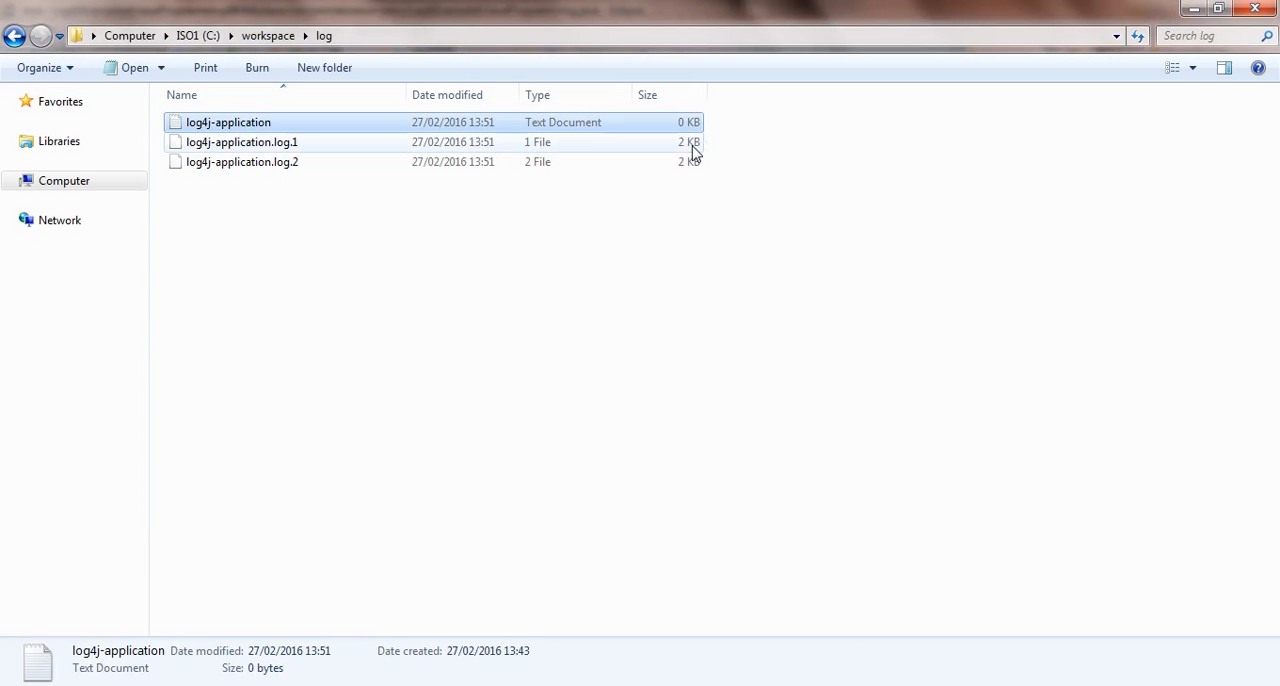 Computer ISO1 (C:) workspace log Search log
Organize Open Print Burn New folder
Name Date modified Type Size
Favorites
log4j-application 27/02/2016 13:51 Text Document 0 KB
log4j-application.log.1 27/02/2016 13:51 1 File 2 KB
Libraries
log4j-application.log.2 27/02/2016 13:51 2 File 2 KB
Computer
Network
log4j-application Date modified: 27/02/2016 13:51 Date created: 27/02/2016 13:43
Text Document Size: 0 bytes